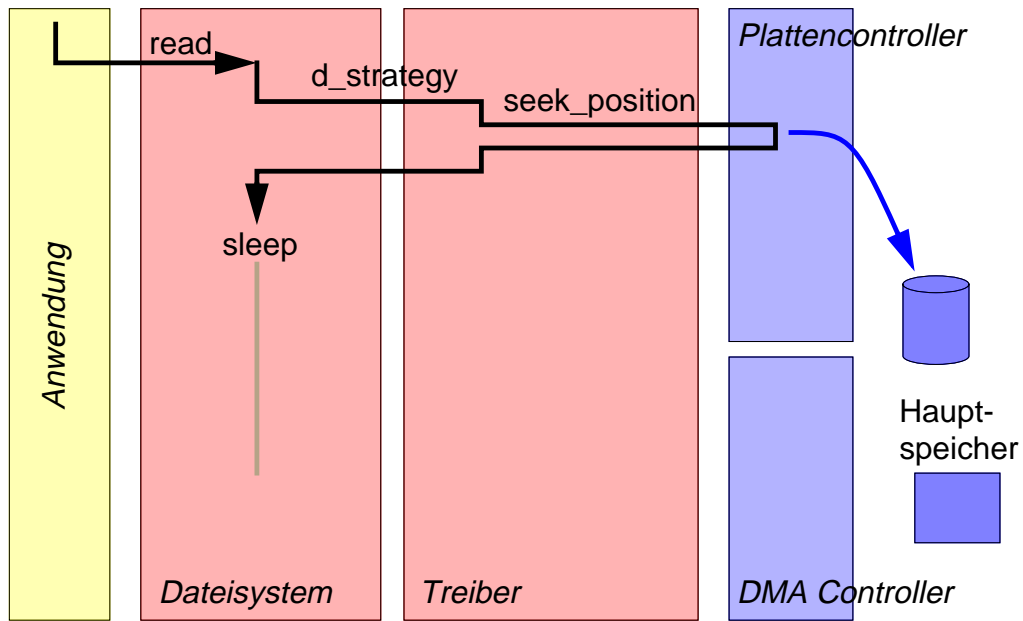 Plattencontroller
read
d_strategy
seek_position
sleep
Anwendung
Haupt-
speicher
Dateisystem
Treiber
DMA Controller